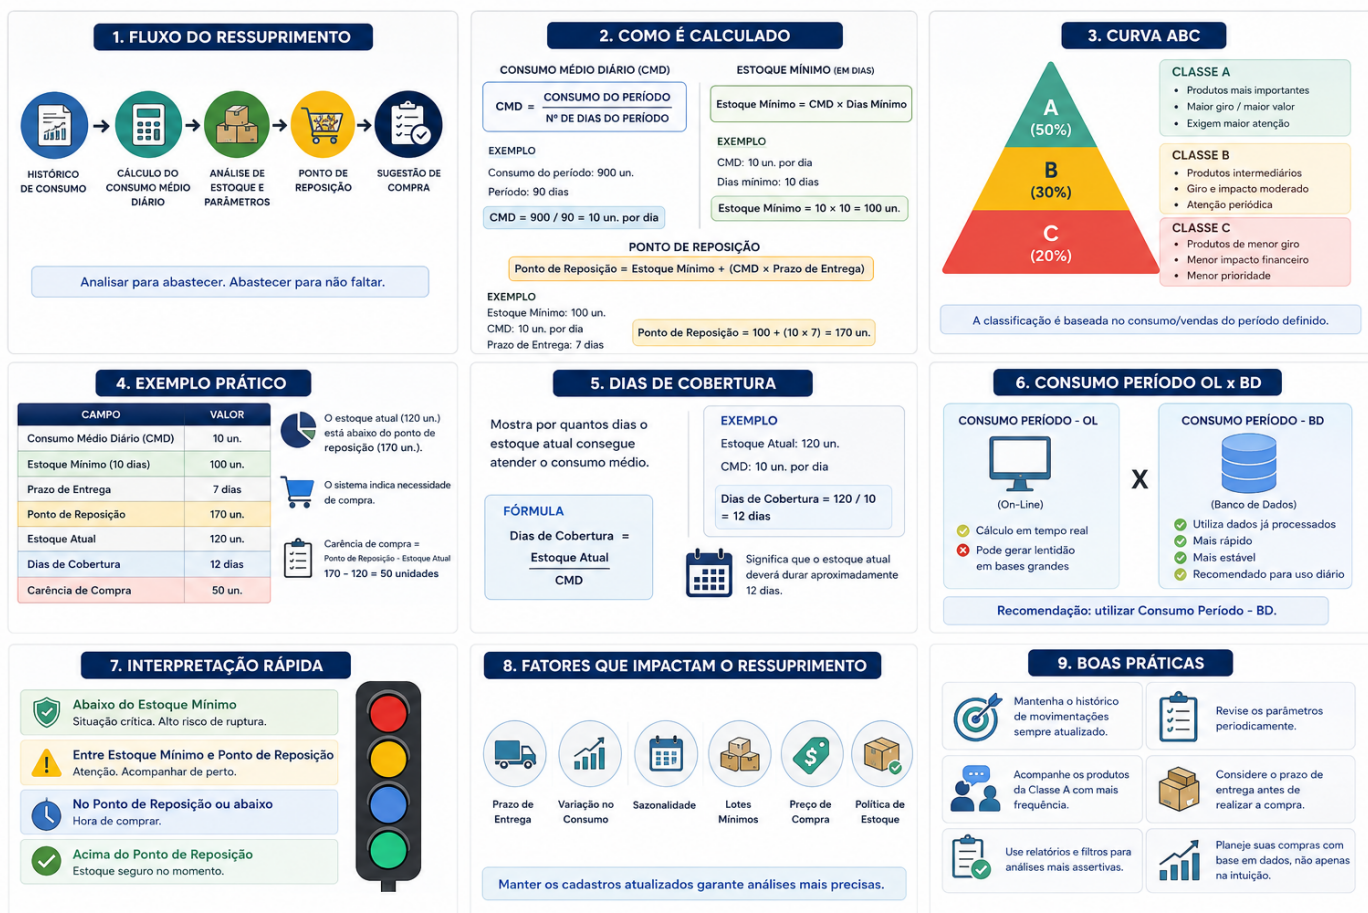 1. FLUXO DO RESSUPRIMENTO
HISTÓRICO
DE CONSUMO
CÁLCULO DO
CONSUMO MÉDIO
DIÁRIO
ANÁLISE DE
ESTOQUE E
PARÂMETROS
PONTO DE
REPOSIÇÃO
SUGESTÃO DE
COMPRA
Analisar para abastecer. Abastecer para não faltar.
2. COMO É CALCULADO
CONSUMO MÉDIO DIÁRIO (CMD)
CMD = CONSUMO DO PERÍODO
Nº DE DIAS DO PERÍODO
EXEMPLO
Consumo do período: 900 un.
Período: 90 dias
CMD = 900 / 90 = 10 un. por dia
ESTOQUE MÍNIMO (EM DIAS)
Estoque Mínimo = CMD × Dias Mínimo
EXEMPLO
CMD: 10 un. por dia
Dias mínimo: 10 dias
Estoque Mínimo = 10 × 10 = 100 un.
PONTO DE REPOSIÇÃO
Ponto de Reposição = Estoque Mínimo + (CMD × Prazo de Entrega)
EXEMPLO
Estoque Mínimo: 100 un.
CMD: 10 un. por dia
Prazo de Entrega: 7 dias
Ponto de Reposição = 100 + (10 × 7) = 170 un.
3. CURVA ABC
A
(50%)
B
(30%)
C
(20%)
CLASSE A
• Produtos mais importantes
• Maior giro / maior valor
• Exigem maior atenção
CLASSE B
• Produtos intermediários
• Giro e impacto moderado
• Atenção periódica
CLASSE C
• Produtos de menor giro
• Menor impacto financeiro
• Menor prioridade
A classificação é baseada no consumo/vendas do período definido.
4. EXEMPLO PRÁTICO
CAMPO VALOR
Consumo Médio Diário (CMD) 10 un.
Estoque Mínimo (10 dias) 100 un.
Prazo de Entrega 7 dias
Ponto de Reposição 170 un.
Estoque Atual 120 un.
Dias de Cobertura 12 dias
Carência de Compra 50 un.
O estoque atual (120 un.)
está abaixo do ponto de
reposição (170 un.).
O sistema indica necessidade
de compra.
Carência de compra =
Ponto de Reposição - Estoque Atual
170 - 120 = 50 unidades
5. DIAS DE COBERTURA
Mostra por quantos dias o
estoque atual consegue
atender o consumo médio.
FÓRMULA
Dias de Cobertura =
Estoque Atual
CMD
EXEMPLO
Estoque Atual: 120 un.
CMD: 10 un. por dia
Dias de Cobertura = 120 / 10
= 12 dias
Significa que o estoque atual
deverá durar aproximadamente
12 dias.
6. CONSUMO PERÍODO OL x BD
CONSUMO PERÍODO - OL
(On-Line)
Cálculo em tempo real
Pode gerar lentidão
em bases grandes
X
CONSUMO PERÍODO - BD
(Banco de Dados)
Utiliza dados já processados
Mais rápido
Mais estável
Recomendado para uso diário
Recomendação: utilizar Consumo Período - BD.
7. INTERPRETAÇÃO RÁPIDA
Abaixo do Estoque Mínimo
Situação crítica. Alto risco de ruptura.
Entre Estoque Mínimo e Ponto de Reposição
Atenção. Acompanhar de perto.
No Ponto de Reposição ou abaixo
Hora de comprar.
Acima do Ponto de Reposição
Estoque seguro no momento.
8. FATORES QUE IMPACTAM O RESSUPRIMENTO
Prazo de
Entrega
Variação no
Consumo
Sazonalidade
Lotes
Mínimos
Preço de
Compra
Política de
Estoque
Manter os cadastros atualizados garante análises mais precisas.
9. BOAS PRÁTICAS
Mantenha o histórico
de movimentações
sempre atualizado.
Revise os parâmetros
periodicamente.
Acompanhe os produtos
da Classe A com mais
frequência.
Considere o prazo de
entrega antes de
realizar a compra.
Use relatórios e filtros para
análises mais assertivas.
Planeje suas compras com
base em dados, não apenas
na intuição.